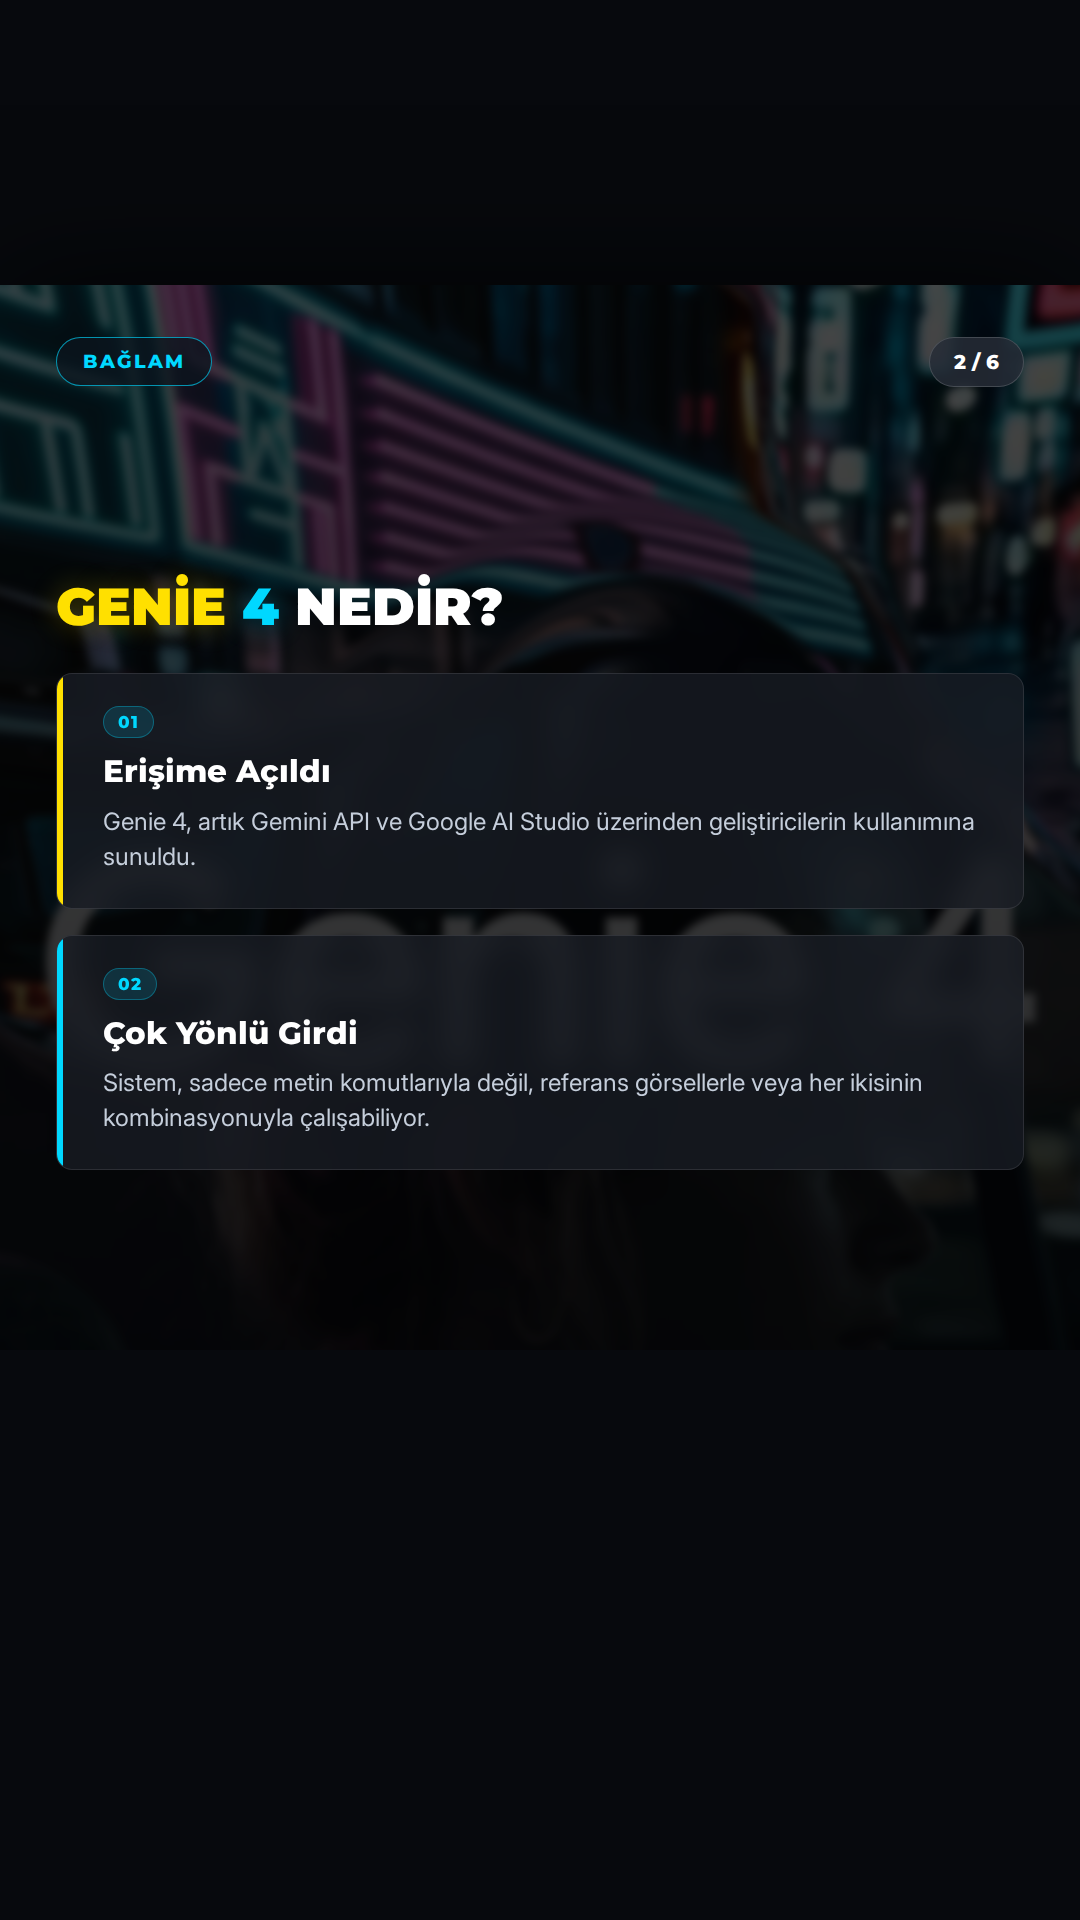 BAĞLAM
2 / 6
GENİE 4 NEDİR?
01
Erişime Açıldı
Genie 4, artık Gemini API ve Google AI Studio üzerinden geliştiricilerin kullanımına
sunuldu.
02
Çok Yönlü Girdi
Sistem, sadece metin komutlarıyla değil, referans görsellerle veya her ikisinin
kombinasyonuyla çalışabiliyor.
Genie 4